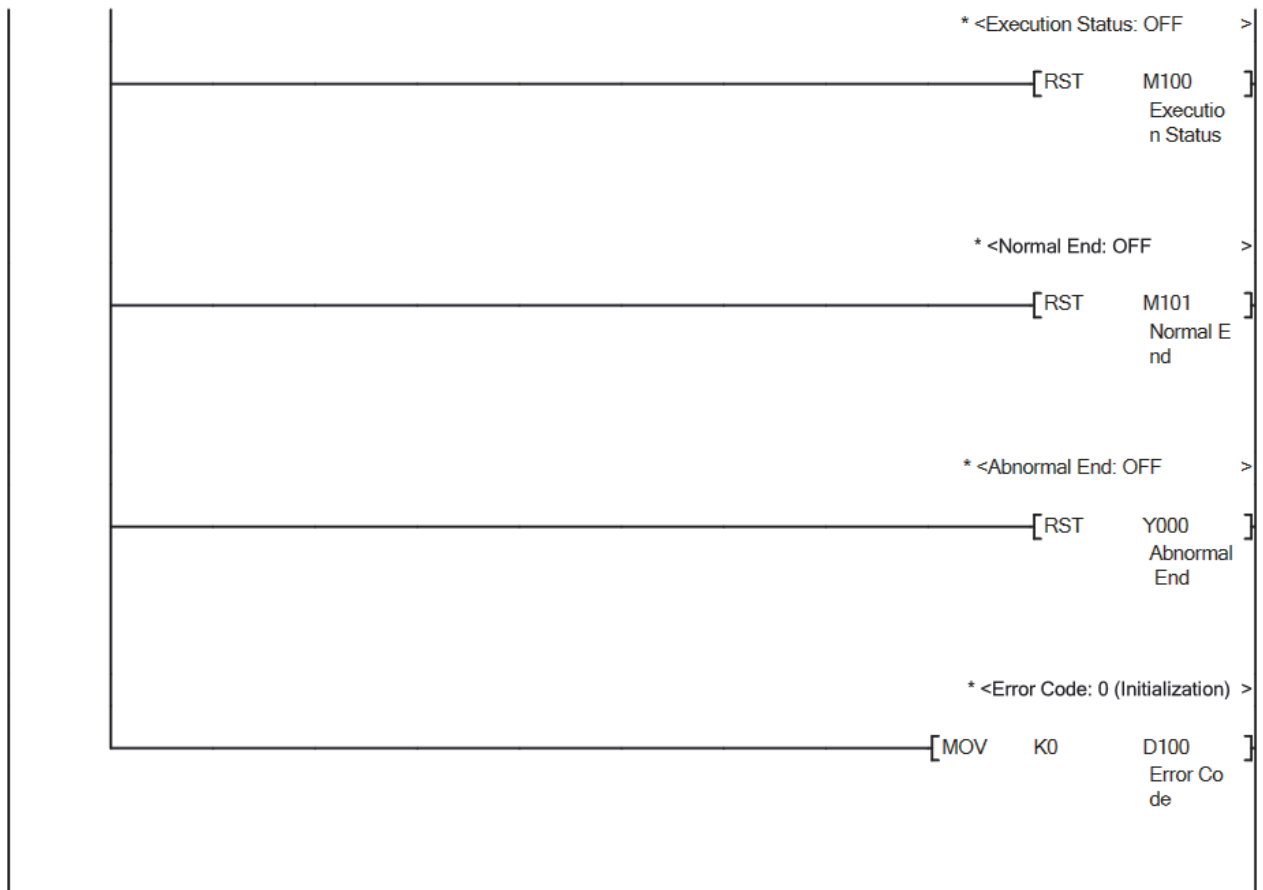 * <Execution Status: OFF >
[RST M100 ]
Executio
n Status
* <Normal End: OFF >
[RST M101 ]
Normal E
nd
* <Abnormal End: OFF >
[RST Y000 ]
Abnormal
End
* <Error Code: 0 (Initialization) >
[MOV K0 D100 ]
Error Co
de